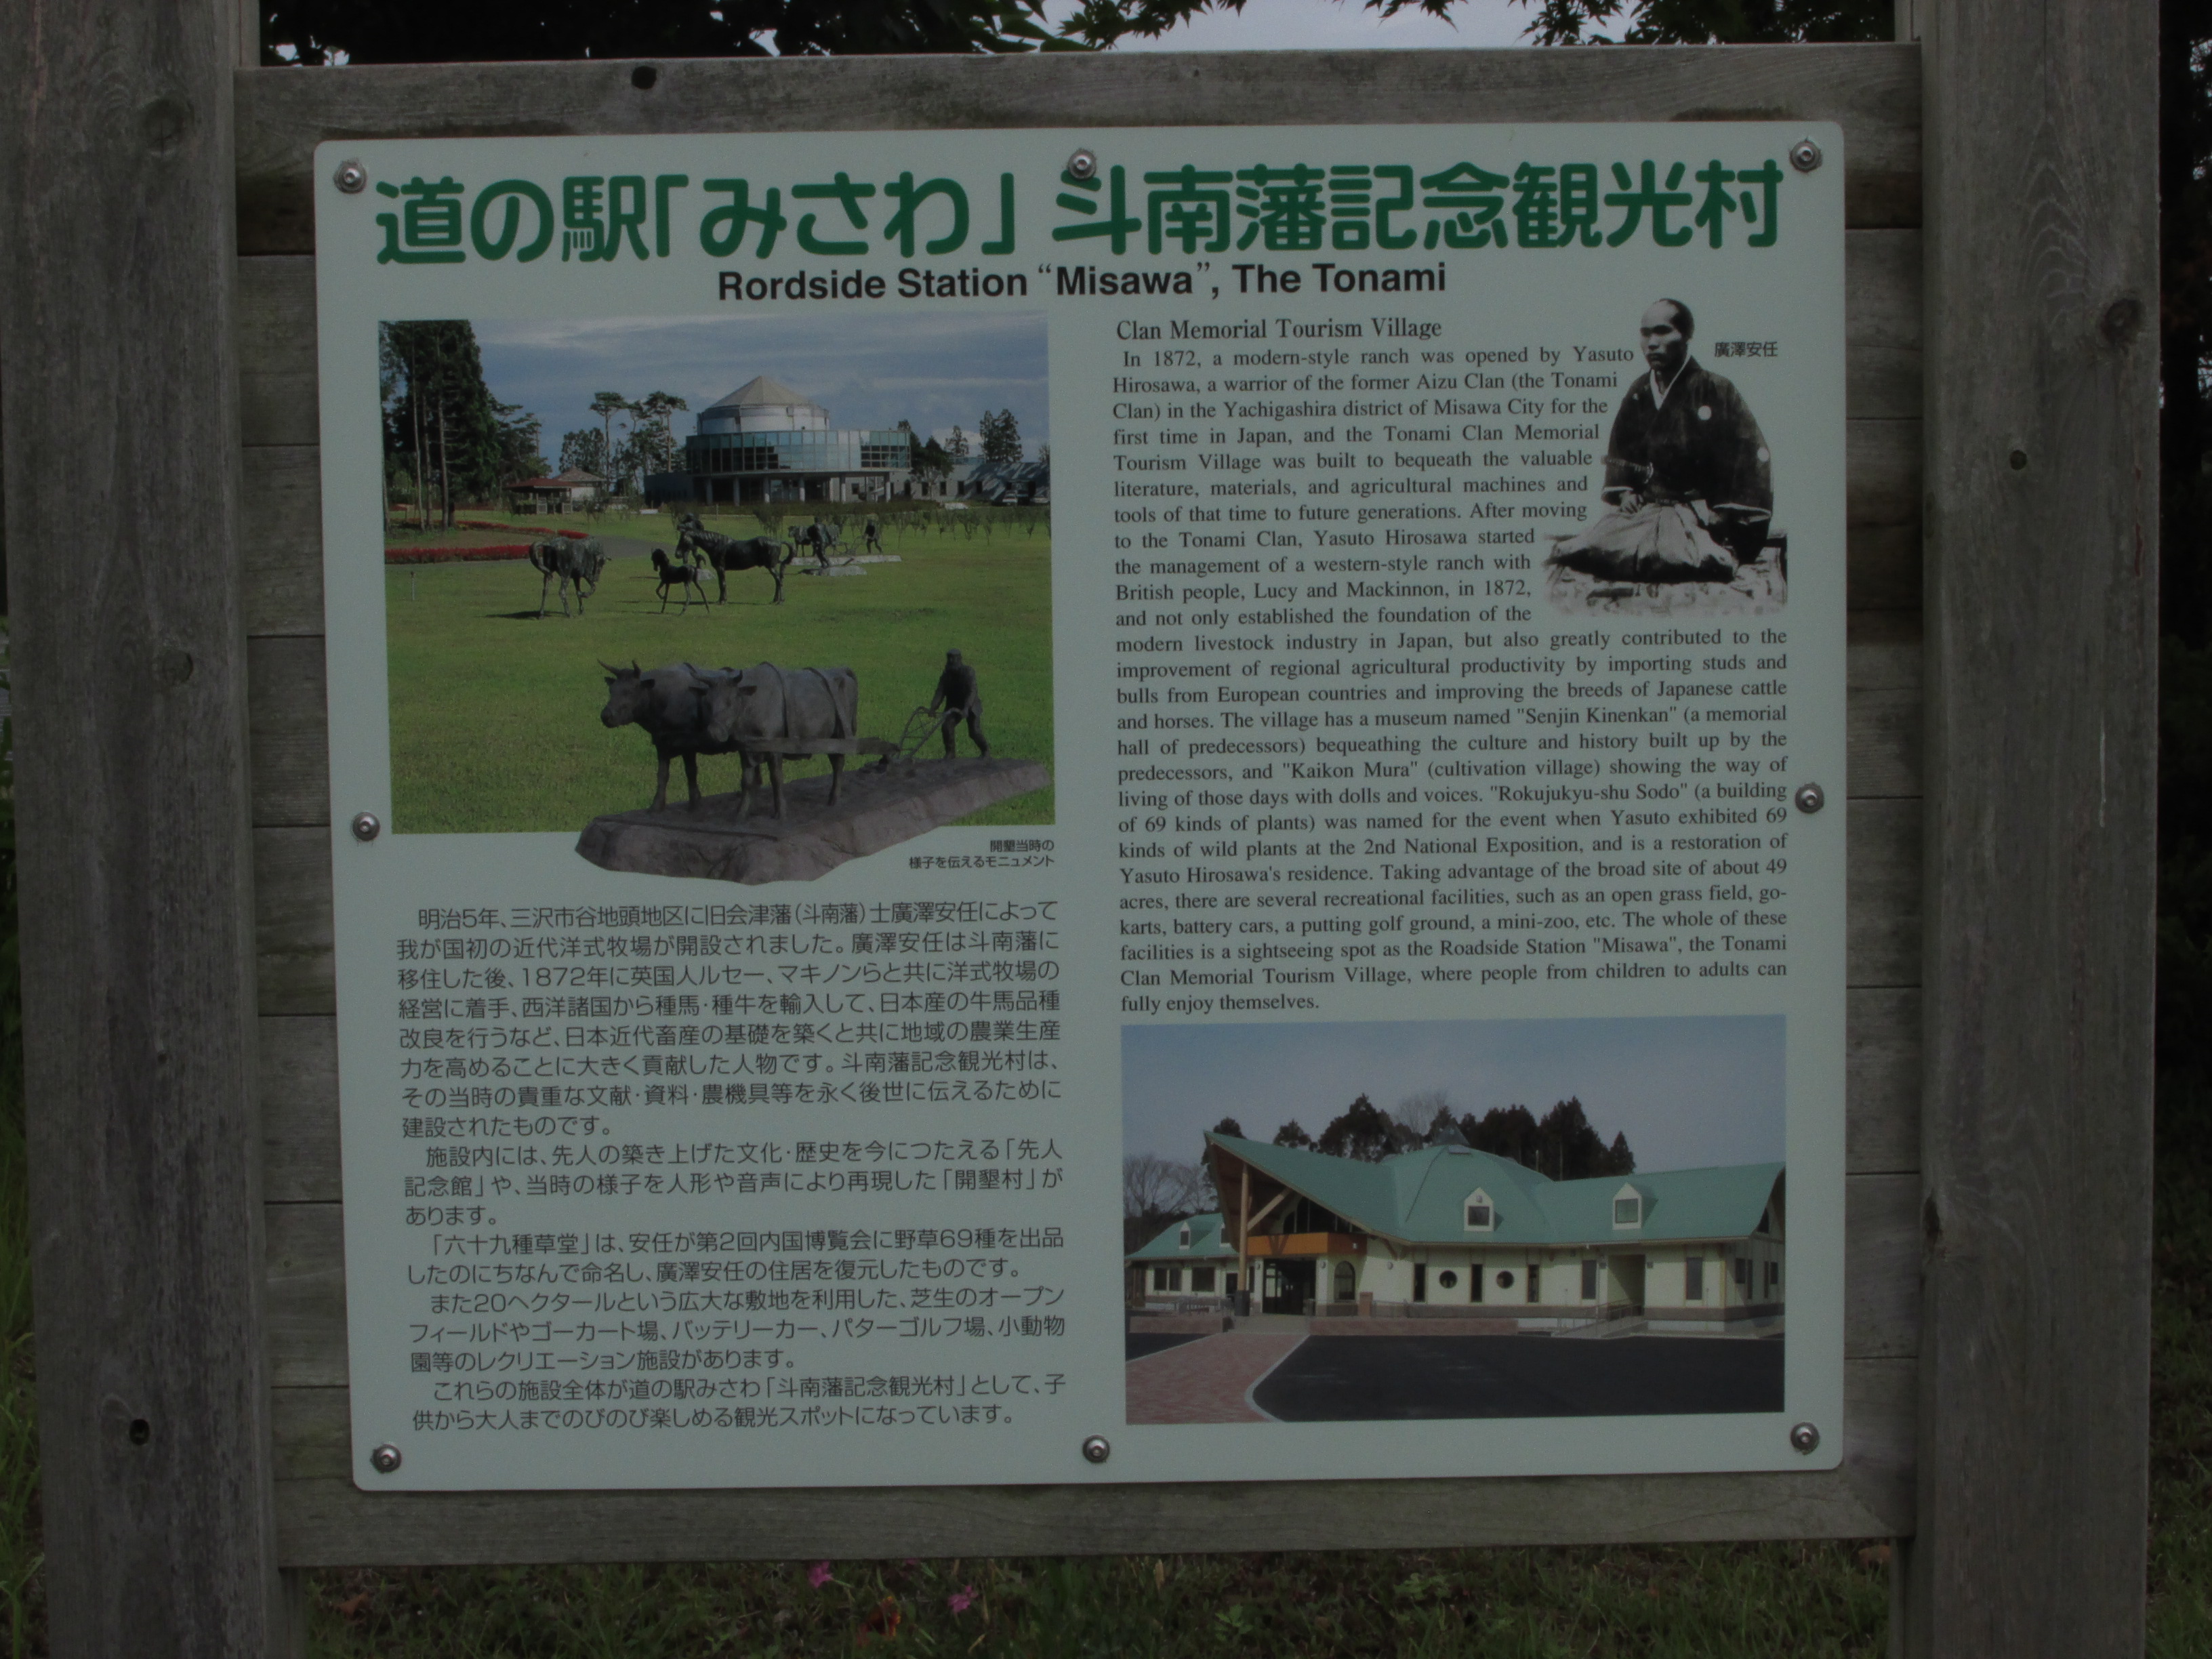 道の駅「みさわ」 斗南藩記念観光村
Rordside Station “Misawa”, The Tonami
開墾当時の
様子を伝えるモニュメント
明治5年、三沢市谷地頭地区に旧会津藩(斗南藩)士廣澤安任によって
我が国初の近代洋式牧場が開設されました。廣澤安任は斗南藩に
移住した後、1872年に英国人ルセー、マキノンらと共に洋式牧場の
経営に着手、西洋諸国から種馬・種牛を輸入して、日本産の牛馬品種
改良を行うなど、日本近代畜産の基礎を築くと共に地域の農業生産
力を高めることに大きく貢献した人物です。斗南藩記念観光村は、
その当時の貴重な文献・資料・農機具等を永く後世に伝えるために
建設されたものです。
施設内には、先人の築き上げた文化・歴史を今につたえる「先人
記念館」や、当時の様子を人形や音声により再現した「開墾村」が
あります。
「六十九種草堂」は、安任が第2回内国博覧会に野草69種を出品
したのにちなんで命名し、廣澤安任の住居を復元したものです。
また20ヘクタールという広大な敷地を利用した、芝生のオープン
フィールドやゴーカート場、バッテリーカー、パターゴルフ場、小動物
園等のレクリエーション施設があります。
これらの施設全体が道の駅みさわ「斗南藩記念観光村」として、子
供から大人までのびのび楽しめる観光スポットになっています。
Clan Memorial Tourism Village
In 1872, a modern-style ranch was opened by Yasuto
Hirosawa, a warrior of the former Aizu Clan (the Tonami
Clan) in the Yachigashira district of Misawa City for the
first time in Japan, and the Tonami Clan Memorial
Tourism Village was built to bequeath the valuable
literature, materials, and agricultural machines and
tools of that time to future generations. After moving
to the Tonami Clan, Yasuto Hirosawa started
the management of a western-style ranch with
British people, Lucy and Mackinnon, in 1872,
and not only established the foundation of the
modern livestock industry in Japan, but also greatly contributed to the
improvement of regional agricultural productivity by importing studs and
bulls from European countries and improving the breeds of Japanese cattle
and horses. The village has a museum named "Senjin Kinenkan" (a memorial
hall of predecessors) bequeathing the culture and history built up by the
predecessors, and "Kaikon Mura" (cultivation village) showing the way of
living of those days with dolls and voices. "Rokujukyu-shu Sodo" (a building
of 69 kinds of plants) was named for the event when Yasuto exhibited 69
kinds of wild plants at the 2nd National Exposition, and is a restoration of
Yasuto Hirosawa's residence. Taking advantage of the broad site of about 49
acres, there are several recreational facilities, such as an open grass field, go-
karts, battery cars, a putting golf ground, a mini-zoo, etc. The whole of these
facilities is a sightseeing spot as the Roadside Station "Misawa", the Tonami
Clan Memorial Tourism Village, where people from children to adults can
fully enjoy themselves.
廣澤安任